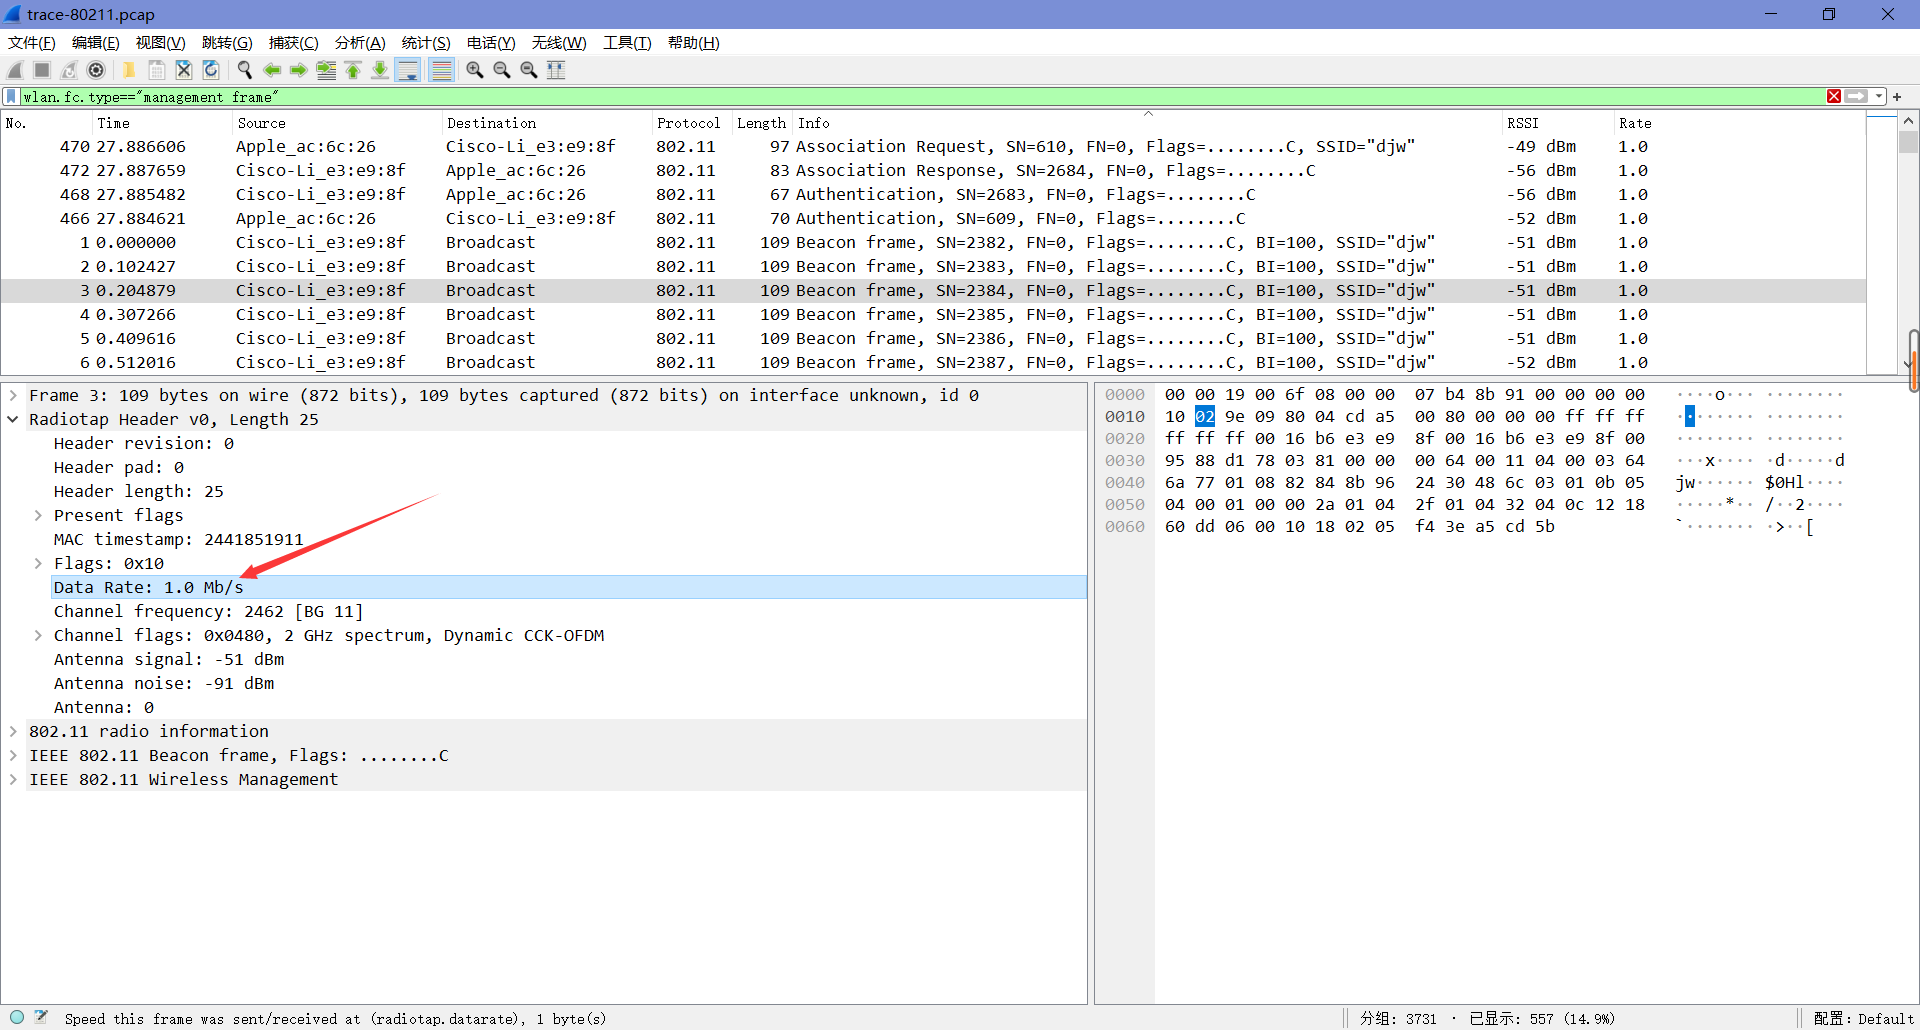 trace-80211.pcap
文件(F) 编辑(E) 视图(V) 跳转(G) 捕获(C) 分析(A) 统计(S) 电话(Y) 无线(W) 工具(T) 帮助(H)
wlan.fc.type=="management frame"
No. Time Source Destination Protocol Length Info RSSI Rate
470 27.886606 Apple_ac:6c:26 Cisco-Li_e3:e9:8f 802.11 97 Association Request, SN=610, FN=0, Flags=........C, SSID="djw" -49 dBm 1.0
472 27.887659 Cisco-Li_e3:e9:8f Apple_ac:6c:26 802.11 83 Association Response, SN=2684, FN=0, Flags=........C -56 dBm 1.0
468 27.885482 Cisco-Li_e3:e9:8f Apple_ac:6c:26 802.11 67 Authentication, SN=2683, FN=0, Flags=........C -56 dBm 1.0
466 27.884621 Apple_ac:6c:26 Cisco-Li_e3:e9:8f 802.11 70 Authentication, SN=609, FN=0, Flags=........C -52 dBm 1.0
1 0.000000 Cisco-Li_e3:e9:8f Broadcast 802.11 109 Beacon frame, SN=2382, FN=0, Flags=........C, BI=100, SSID="djw" -51 dBm 1.0
2 0.102427 Cisco-Li_e3:e9:8f Broadcast 802.11 109 Beacon frame, SN=2383, FN=0, Flags=........C, BI=100, SSID="djw" -51 dBm 1.0
3 0.204879 Cisco-Li_e3:e9:8f Broadcast 802.11 109 Beacon frame, SN=2384, FN=0, Flags=........C, BI=100, SSID="djw" -51 dBm 1.0
4 0.307266 Cisco-Li_e3:e9:8f Broadcast 802.11 109 Beacon frame, SN=2385, FN=0, Flags=........C, BI=100, SSID="djw" -51 dBm 1.0
5 0.409616 Cisco-Li_e3:e9:8f Broadcast 802.11 109 Beacon frame, SN=2386, FN=0, Flags=........C, BI=100, SSID="djw" -51 dBm 1.0
6 0.512016 Cisco-Li_e3:e9:8f Broadcast 802.11 109 Beacon frame, SN=2387, FN=0, Flags=........C, BI=100, SSID="djw" -52 dBm 1.0
Frame 3: 109 bytes on wire (872 bits), 109 bytes captured (872 bits) on interface unknown, id 0
Radiotap Header v0, Length 25
Header revision: 0
Header pad: 0
Header length: 25
Present flags
MAC timestamp: 2441851911
Flags: 0x10
Data Rate: 1.0 Mb/s
Channel frequency: 2462 [BG 11]
Channel flags: 0x0480, 2 GHz spectrum, Dynamic CCK-OFDM
Antenna signal: -51 dBm
Antenna noise: -91 dBm
Antenna: 0
802.11 radio information
IEEE 802.11 Beacon frame, Flags: ........C
IEEE 802.11 Wireless Management
0000 00 00 19 00 6f 08 00 00 07 b4 8b 91 00 00 00 00 ····o··· ········
0010 10 02 9e 09 80 04 cd a5 00 80 00 00 00 ff ff ff ········ ········
0020 ff ff ff 00 16 b6 e3 e9 8f 00 16 b6 e3 e9 8f 00 ········ ········
0030 95 88 d1 78 03 81 00 00 00 64 00 11 04 00 03 64 ···x···· ·d·····d
0040 6a 77 01 08 82 84 8b 96 24 30 48 6c 03 01 0b 05 jw······ $0Hl····
0050 04 00 01 00 00 2a 01 04 2f 01 04 32 04 0c 12 18 ·····*·· /··2····
0060 60 dd 06 00 10 18 02 05 f4 3e a5 cd 5b `······· ·>··[
Speed this frame was sent/received at (radiotap.datarate), 1 byte(s)
分组: 3731 · 已显示: 557 (14.9%)
配置: Default